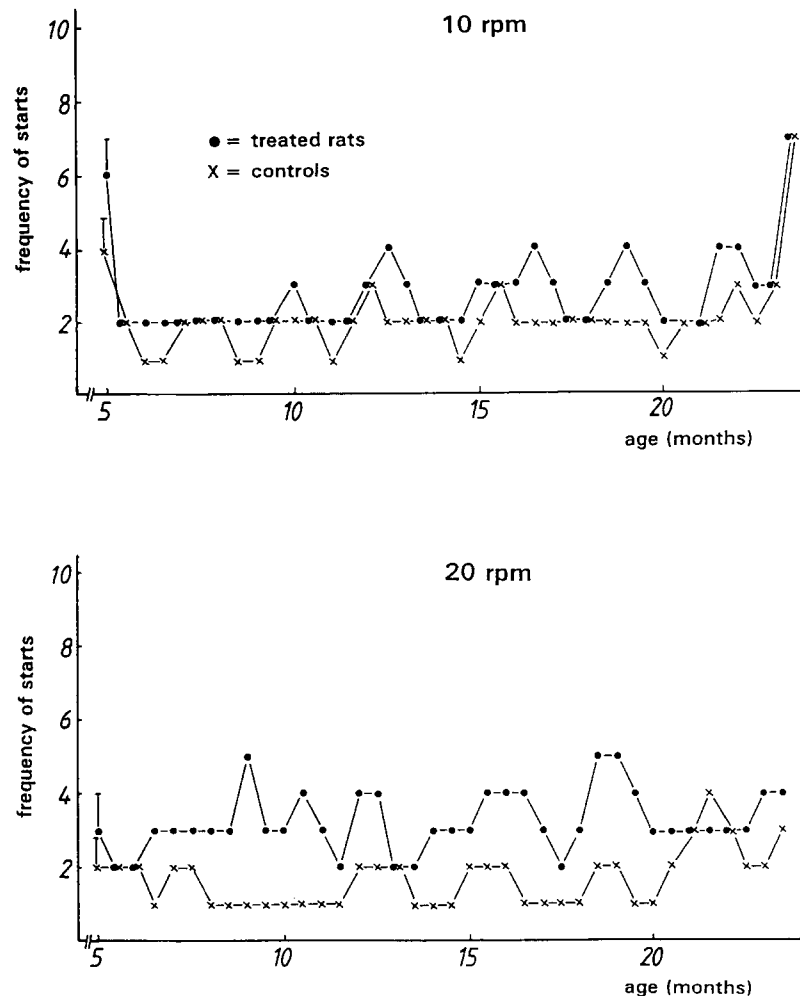 10 rpm
10
8
6
4
2
frequency of starts
● = treated rats
x = controls
5 10 15 20
age (months)
20 rpm
10
8
6
4
2
frequency of starts
5 10 15 20
age (months)